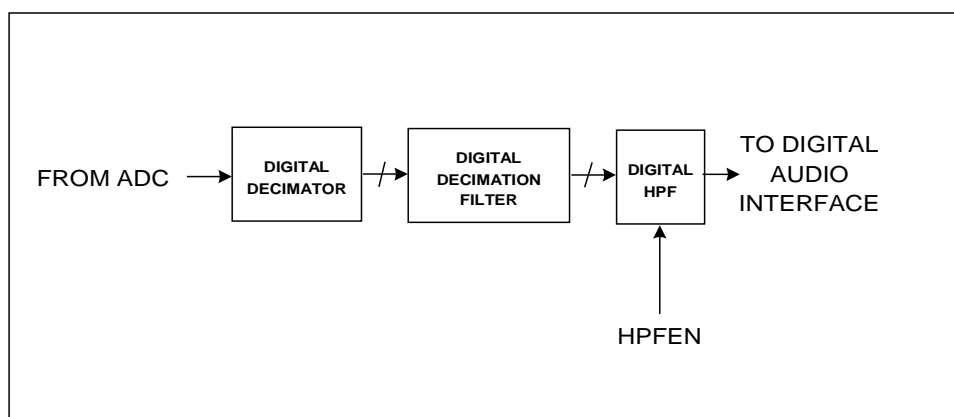 FROM ADC
DIGITAL
DECIMATOR
DIGITAL
DECIMATION
FILTER
DIGITAL
HPF
TO DIGITAL
AUDIO
INTERFACE
HPFEN